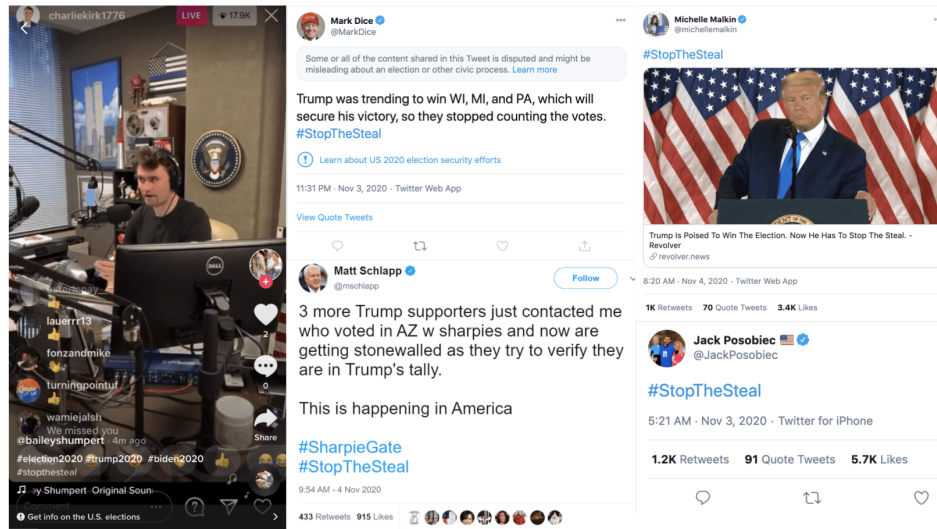 charliekirk1776
LIVE
17.9K
DELL
lauerrr13
fonzandmike
turningpointuf
wamiejalsh
We missed you
2
0
Share
@baileyshumpert · 4m ago
#election2020 #trump2020 #biden2020
#stopthesteal
ey Shumpert Original Soun
Comment
Get info on the U.S. elections
Mark Dice
@MarkDice
Some or all of the content shared in this Tweet is disputed and might be
misleading about an election or other civic process. Learn more
Trump was trending to win WI, MI, and PA, which will
secure his victory, so they stopped counting the votes.
#StopTheSteal
Learn about US 2020 election security efforts
11:31 PM · Nov 3, 2020 · Twitter Web App
View Quote Tweets
Matt Schlapp
@mschlapp
Follow
3 more Trump supporters just contacted me
who voted in AZ w sharpies and now are
getting stonewalled as they try to verify they
are in Trump's tally.
This is happening in America
#SharpieGate
#StopTheSteal
9:54 AM - 4 Nov 2020
433 Retweets 915 Likes
Michelle Malkin
@michellemalkin
#StopTheSteal
Trump Is Poised To Win The Election. Now He Has To Stop The Steal. -
Revolver
revolver.news
8:20 AM · Nov 4, 2020 · Twitter Web App
1K Retweets 70 Quote Tweets 3.4K Likes
Jack Posobiec
@JackPosobiec
#StopTheSteal
5:21 AM · Nov 3, 2020 · Twitter for iPhone
1.2K Retweets 91 Quote Tweets 5.7K Likes